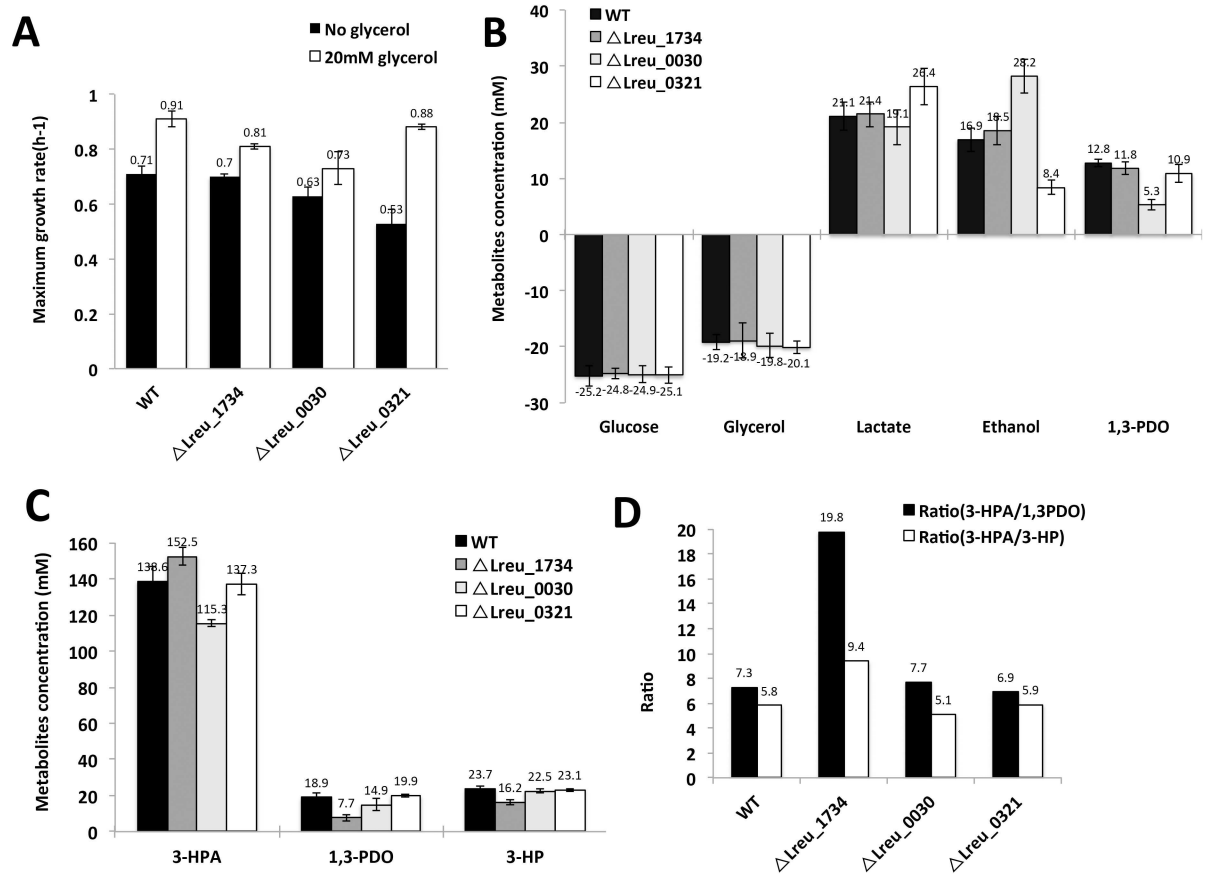 A
No glycerol
20mM glycerol
Maximum growth rate(h-1)
1
0.8
0.6
0.4
0.2
0
0.71
0.91
0.7
0.81
0.63
0.73
0.53
0.88
WT
△Lreu_1734
△Lreu_0030
△Lreu_0321
B
WT
△Lreu_1734
△Lreu_0030
△Lreu_0321
Metabolites concentration (mM)
40
30
20
10
0
-10
-20
-30
-25.2
-24.8
-24.9
-25.1
-19.2
-18.9
-19.8
-20.1
21.1
21.4
19.1
26.4
16.9
18.5
28.2
8.4
12.8
11.8
5.3
10.9
Glucose
Glycerol
Lactate
Ethanol
1,3-PDO
C
WT
△Lreu_1734
△Lreu_0030
△Lreu_0321
Metabolites concentration (mM)
160
140
120
100
80
60
40
20
0
138.6
152.5
115.3
137.3
18.9
7.7
14.9
19.9
23.7
16.2
22.5
23.1
3-HPA
1,3-PDO
3-HP
D
Ratio(3-HPA/1,3PDO)
Ratio(3-HPA/3-HP)
Ratio
20
18
16
14
12
10
8
6
4
2
0
7.3
5.8
19.8
9.4
7.7
5.1
6.9
5.9
WT
△Lreu_1734
△Lreu_0030
△Lreu_0321